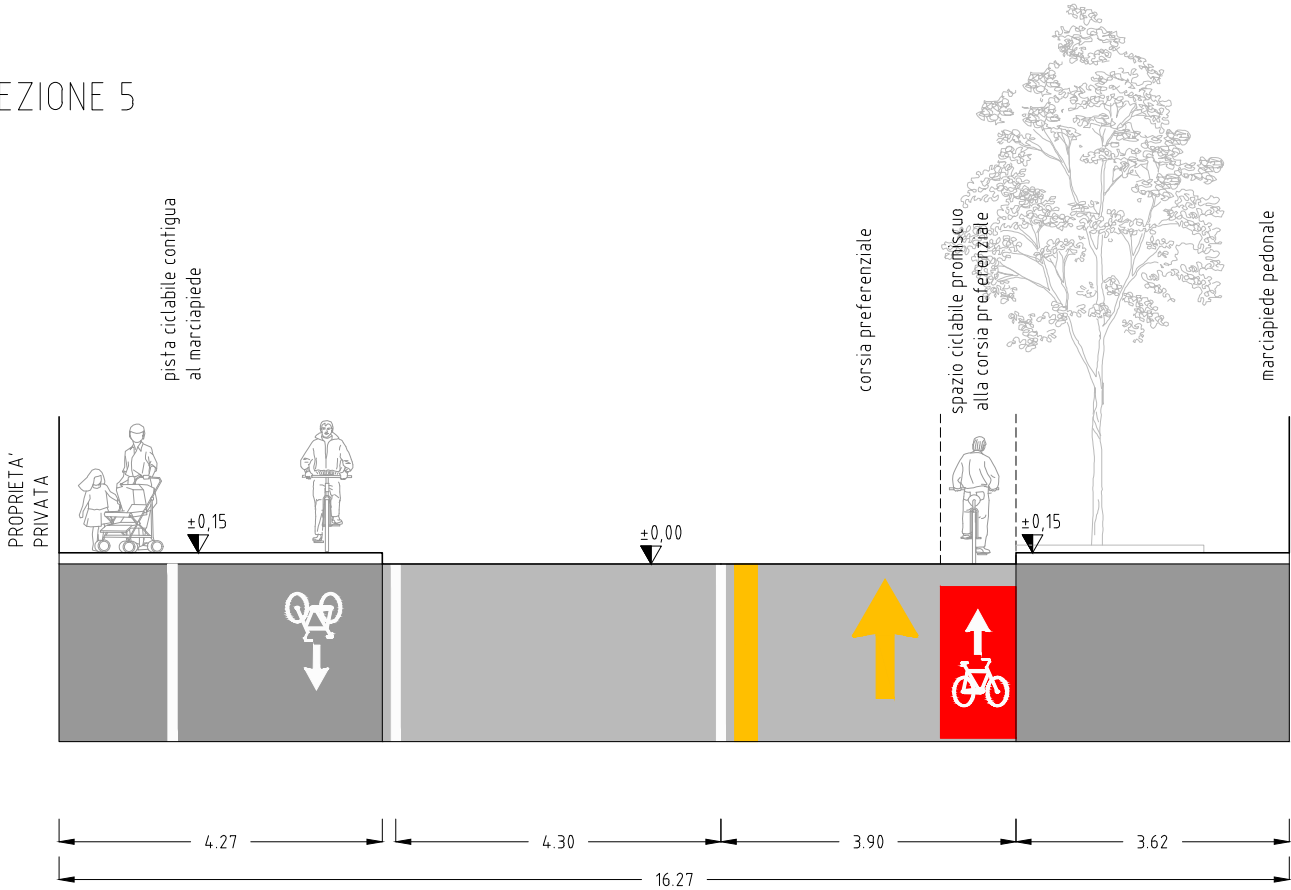 EZIONE 5
pista ciclabile contigua
al marciapiede
corsia preferenziale
spazio ciclabile promiscuo
alla corsia preferenziale
marciapiede pedonale
PROPRIETA'
PRIVATA
±0,15
±0,00
±0,15
4.27
4.30
3.90
3.62
16.27